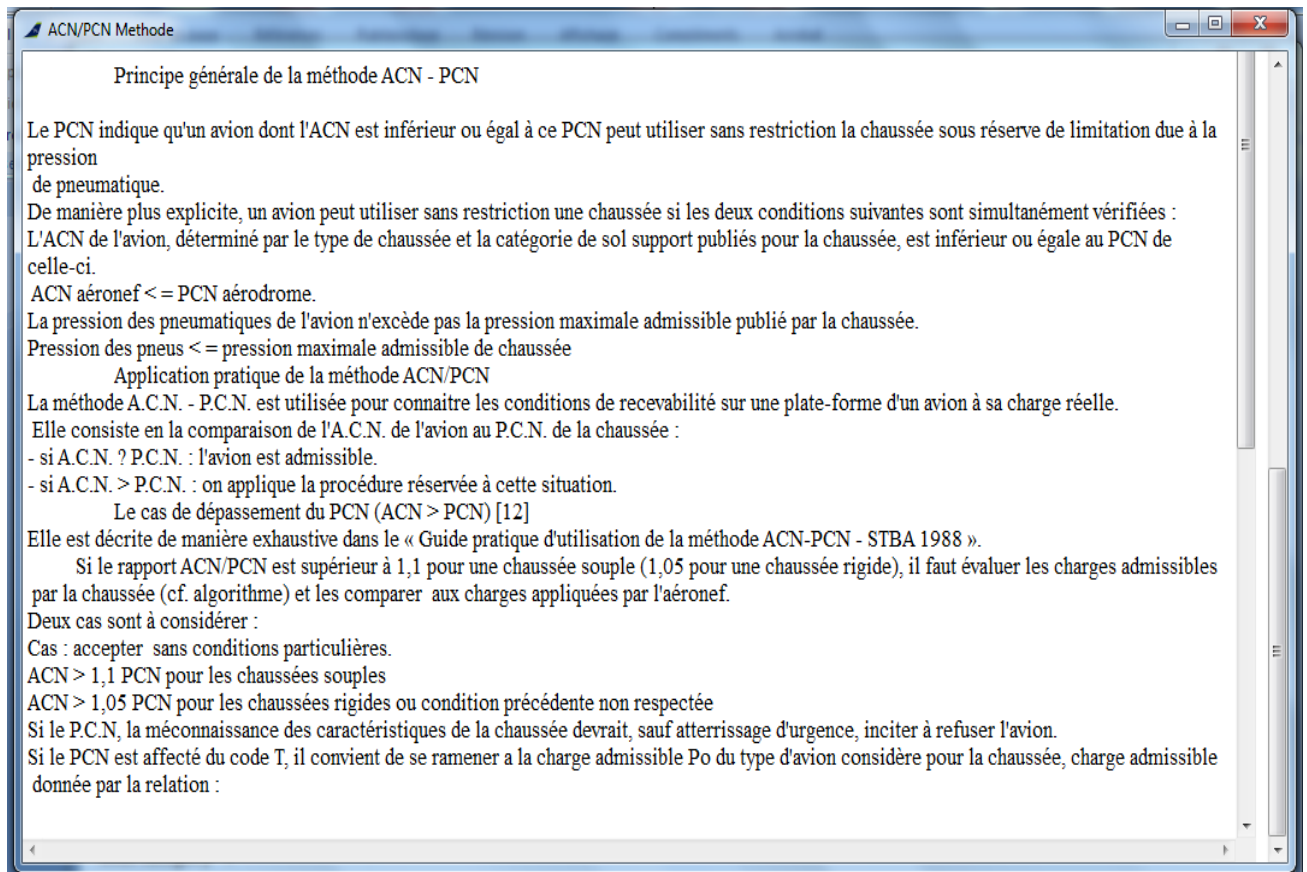 ACN/PCN Methode
Principe générale de la méthode ACN - PCN
Le PCN indique qu'un avion dont l'ACN est inférieur ou égal à ce PCN peut utiliser sans restriction la chaussée sous réserve de limitation due à la
pression
de pneumatique.
De manière plus explicite, un avion peut utiliser sans restriction une chaussée si les deux conditions suivantes sont simultanément vérifiées :
L'ACN de l'avion, déterminé par le type de chaussée et la catégorie de sol support publiés pour la chaussée, est inférieur ou égale au PCN de
celle-ci.
ACN aéronef < = PCN aérodrome.
La pression des pneumatiques de l'avion n'excède pas la pression maximale admissible publié par la chaussée.
Pression des pneus < = pression maximale admissible de chaussée
Application pratique de la méthode ACN/PCN
La méthode A.C.N. - P.C.N. est utilisée pour connaitre les conditions de recevabilité sur une plate-forme d'un avion à sa charge réelle.
Elle consiste en la comparaison de l'A.C.N. de l'avion au P.C.N. de la chaussée :
- si A.C.N. ? P.C.N. : l'avion est admissible.
- si A.C.N. > P.C.N. : on applique la procédure réservée à cette situation.
Le cas de dépassement du PCN (ACN > PCN) [12]
Elle est décrite de manière exhaustive dans le « Guide pratique d'utilisation de la méthode ACN-PCN - STBA 1988 ».
Si le rapport ACN/PCN est supérieur à 1,1 pour une chaussée souple (1,05 pour une chaussée rigide), il faut évaluer les charges admissibles
par la chaussée (cf. algorithme) et les comparer aux charges appliquées par l'aéronef.
Deux cas sont à considérer :
Cas : accepter sans conditions particulières.
ACN > 1,1 PCN pour les chaussées souples
ACN > 1,05 PCN pour les chaussées rigides ou condition précédente non respectée
Si le P.C.N, la méconnaissance des caractéristiques de la chaussée devrait, sauf atterrissage d'urgence, inciter à refuser l'avion.
Si le PCN est affecté du code T, il convient de se ramener a la charge admissible Po du type d'avion considère pour la chaussée, charge admissible
donnée par la relation :